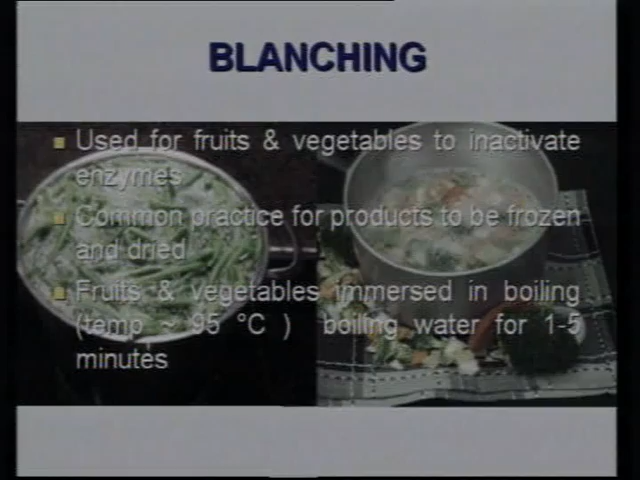 BLANCHING
Used for fruits & vegetables to inactivate
enzymes
Common practice for products to be frozen
and dried
Fruits & vegetables immersed in boiling
(temp ~ 95 °C ) boiling water for 1-5
minutes